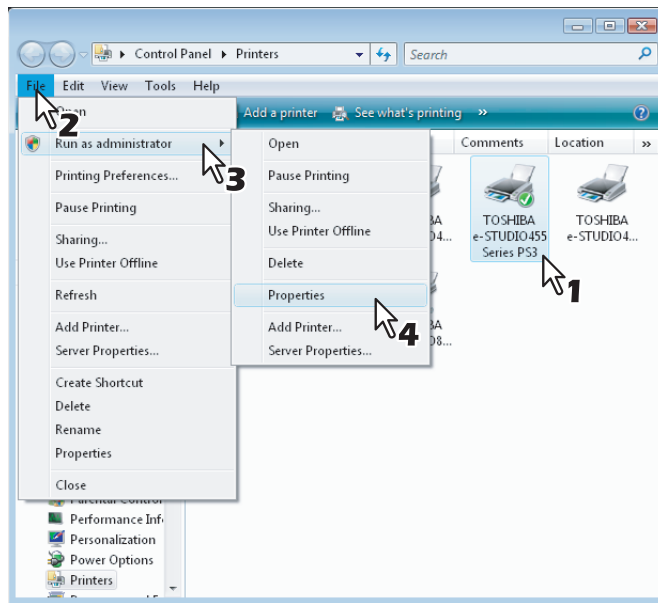 Control Panel ▸ Printers
Search
File Edit View Tools Help
Open
Add a printer See what's printing »
Run as administrator
Printing Preferences...
Pause Printing
Sharing...
Use Printer Offline
Refresh
Add Printer...
Server Properties...
Create Shortcut
Delete
Rename
Properties
Close
Open
Pause Printing
Sharing...
Use Printer Offline
Delete
Properties
Add Printer...
Server Properties...
Comments Location »
TOSHIBA
e-STUDIO455
Series PS3
TOSHIBA
e-STUDIO4...
2
3
1
4
Performance Inf
Personalization
Power Options
Printers